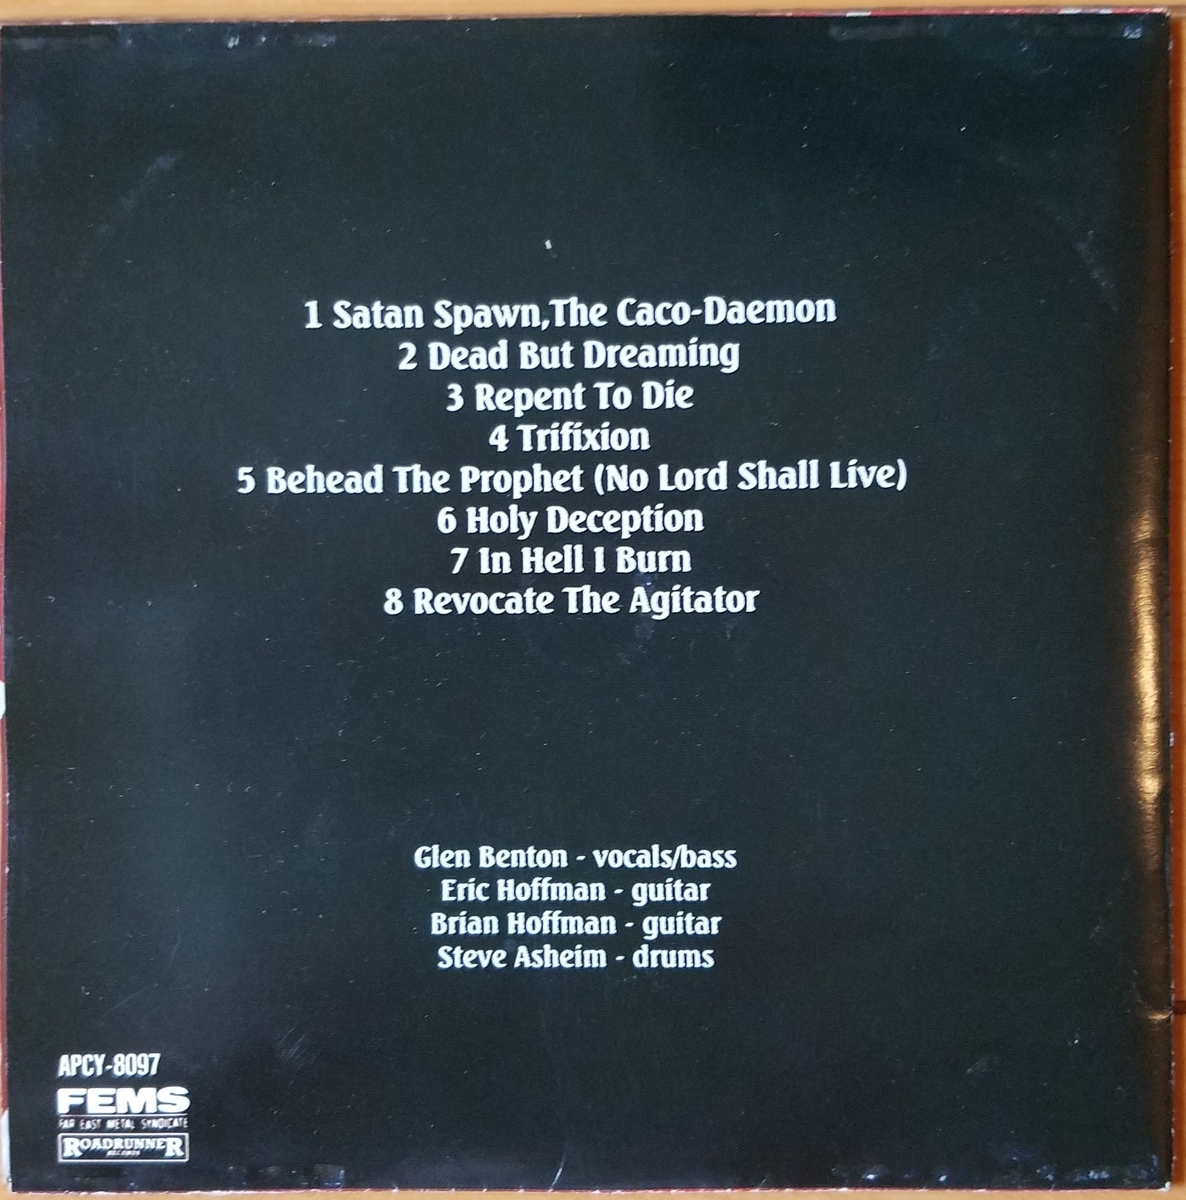 1 Satan Spawn,The Caco-Daemon
2 Dead But Dreaming
3 Repent To Die
4 Trifixion
5 Behead The Prophet (No Lord Shall Live)
6 Holy Deception
7 In Hell I Burn
8 Revocate The Agitator
Glen Benton - vocals/bass
Eric Hoffman - guitar
Brian Hoffman - guitar
Steve Asheim - drums
APCY-8097
FEMS
FAR EAST METAL SYNDICATE
ROADRUNNER
RECORDS